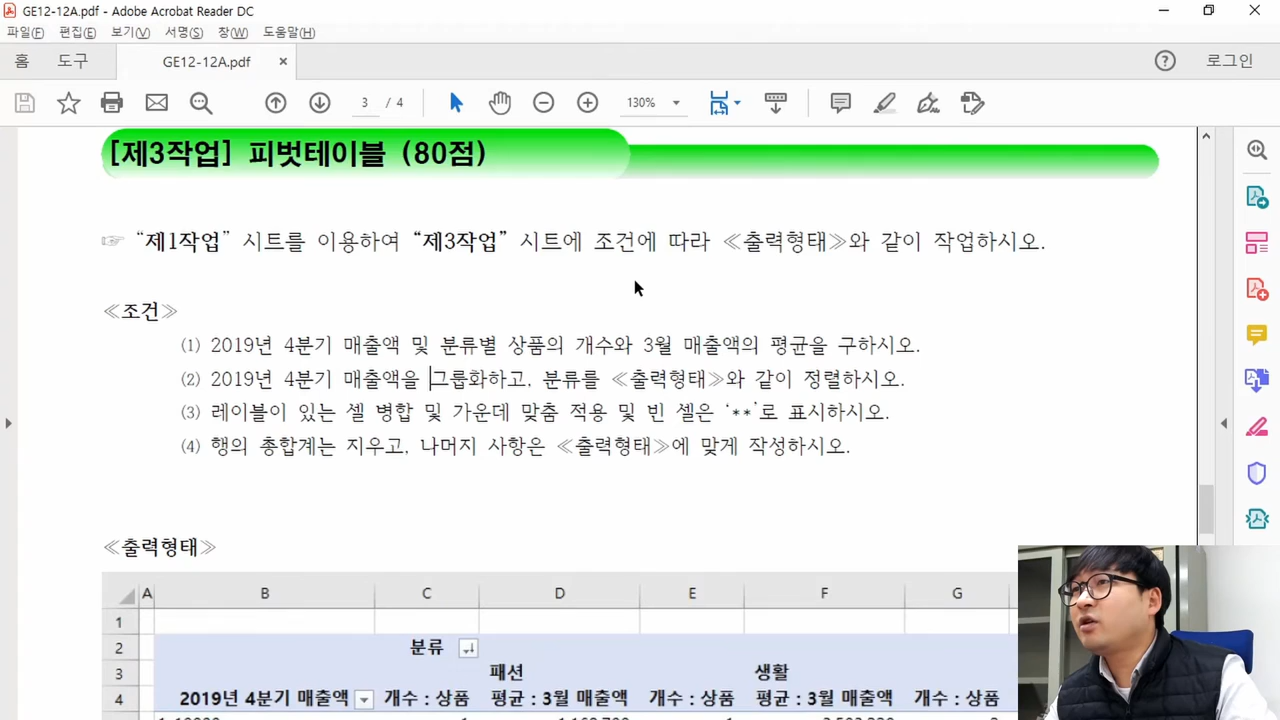 GE12-12A.pdf - Adobe Acrobat Reader DC
파일(F) 편집(E) 보기(V) 서명(S) 창(W) 도움말(H)
홈 도구 GE12-12A.pdf × ? 로그인
3 / 4 130%
[제3작업] 피벗테이블 (80점)
☞ “제1작업” 시트를 이용하여 “제3작업” 시트에 조건에 따라 ≪출력형태≫와 같이 작업하시오.
≪조건≫
(1) 2019년 4분기 매출액 및 분류별 상품의 개수와 3월 매출액의 평균을 구하시오.
(2) 2019년 4분기 매출액을 그룹화하고, 분류를 ≪출력형태≫와 같이 정렬하시오.
(3) 레이블이 있는 셀 병합 및 가운데 맞춤 적용 및 빈 셀은 ‘**’로 표시하시오.
(4) 행의 총합계는 지우고, 나머지 사항은 ≪출력형태≫에 맞게 작성하시오.
≪출력형태≫
A B C D E F G
1
2 분류
3 패션 생활
4 2019년 4분기 매출액 개수 : 상품 평균 : 3월 매출액 개수 : 상품 평균 : 3월 매출액 개수 : 상품